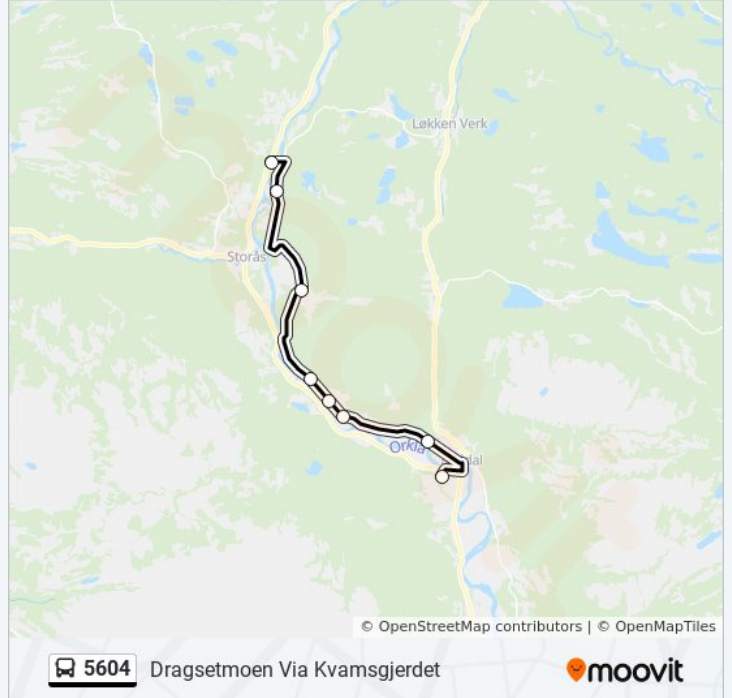 Løkken Verk
Storås
Orkla
© OpenStreetMap contributors | © OpenMapTiles
5604 Dragsetmoen Via Kvamsgjerdet
moovit